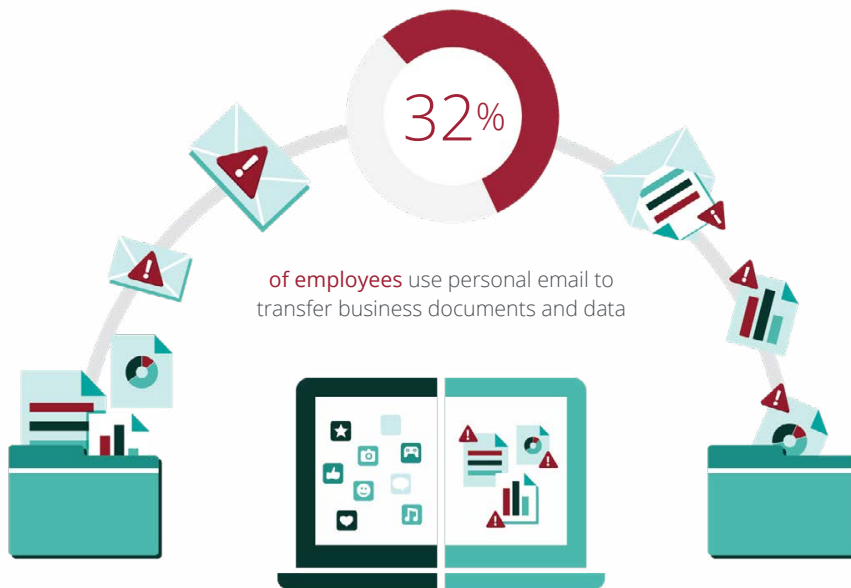 32%
of employees use personal email to
transfer business documents and data